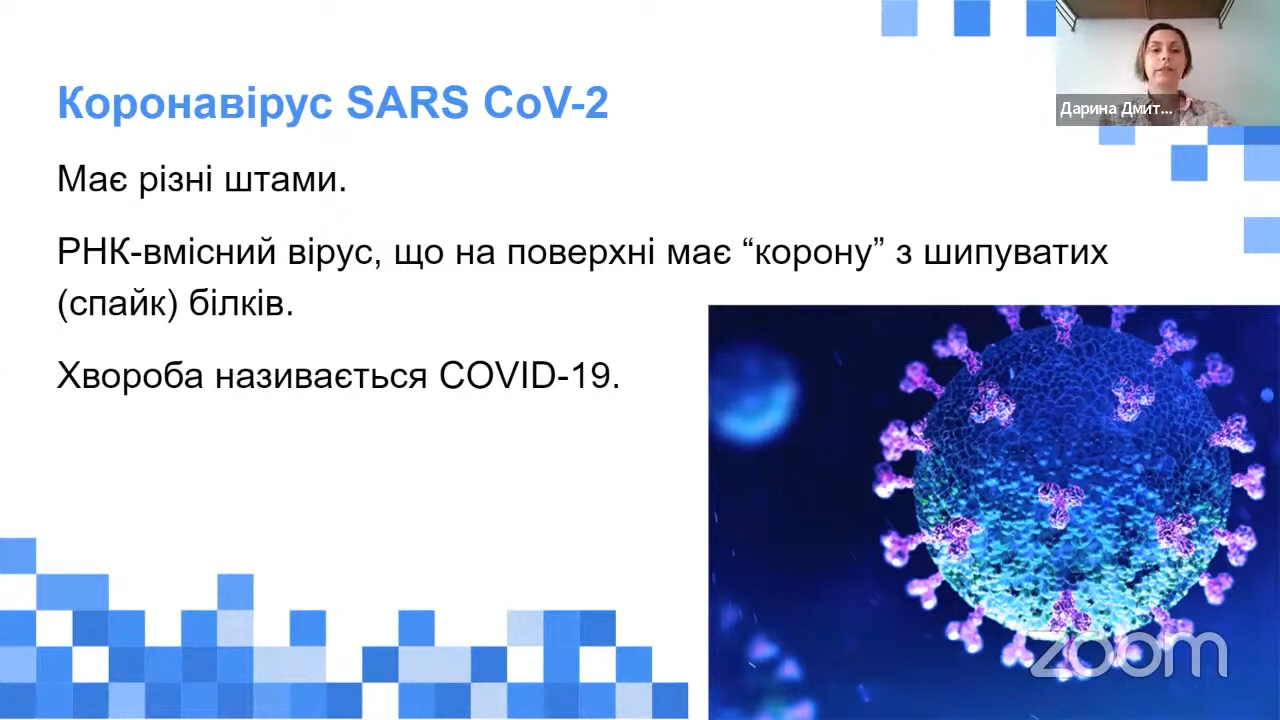 Коронавірус SARS CoV-2
Дарина Дмит...
Має різні штами.
РНК-вмісний вірус, що на поверхні має “корону” з шипуватих
(спайк) білків.
Хвороба називається COVID-19.
zoom